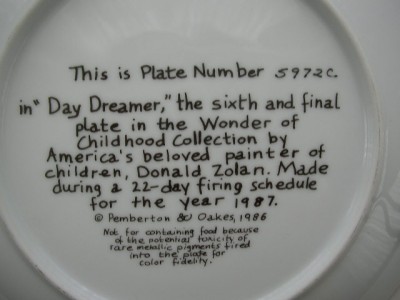 This is Plate Number 5972C.
in "Day Dreamer," the sixth and final
plate in the Wonder of
Childhood Collection by
America's beloved painter of
children, Donald Zolan. Made
during a 22-day firing schedule
for the year 1987.
© Pemberton & Oakes, 1986
Not for containing food because
of the potential toxicity of
rare metallic pigments fired
into the plate for
color fidelity.